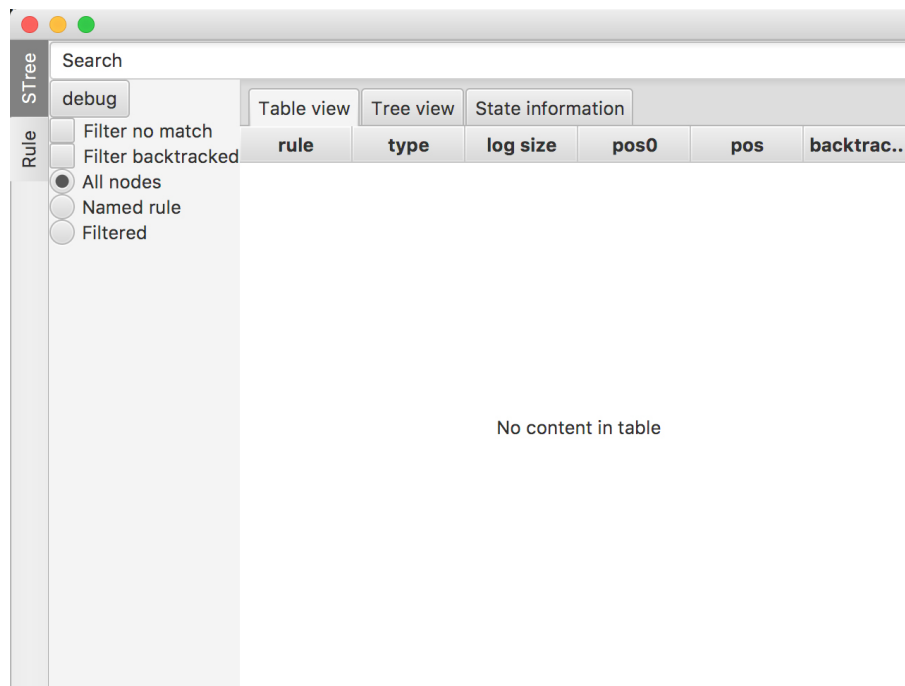 STree
Rule
Search
debug
Filter no match
Filter backtracked
All nodes
Named rule
Filtered
Table view Tree view State information
rule type log size pos0 pos backtrac..
No content in table